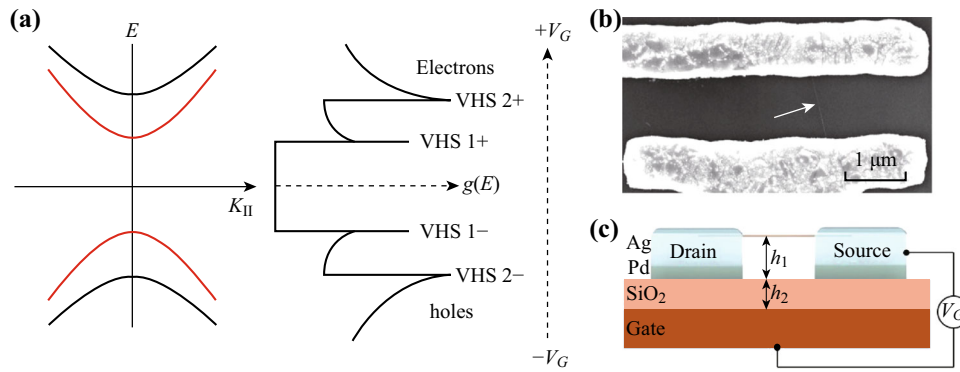 (a)
E
K_II
Electrons
VHS 2+
VHS 1+
g(E)
VHS 1−
VHS 2−
holes
+V_G
−V_G
(b)
1 μm
(c)
Ag
Pd
Drain
Source
h_1
SiO_2
h_2
Gate
V_G